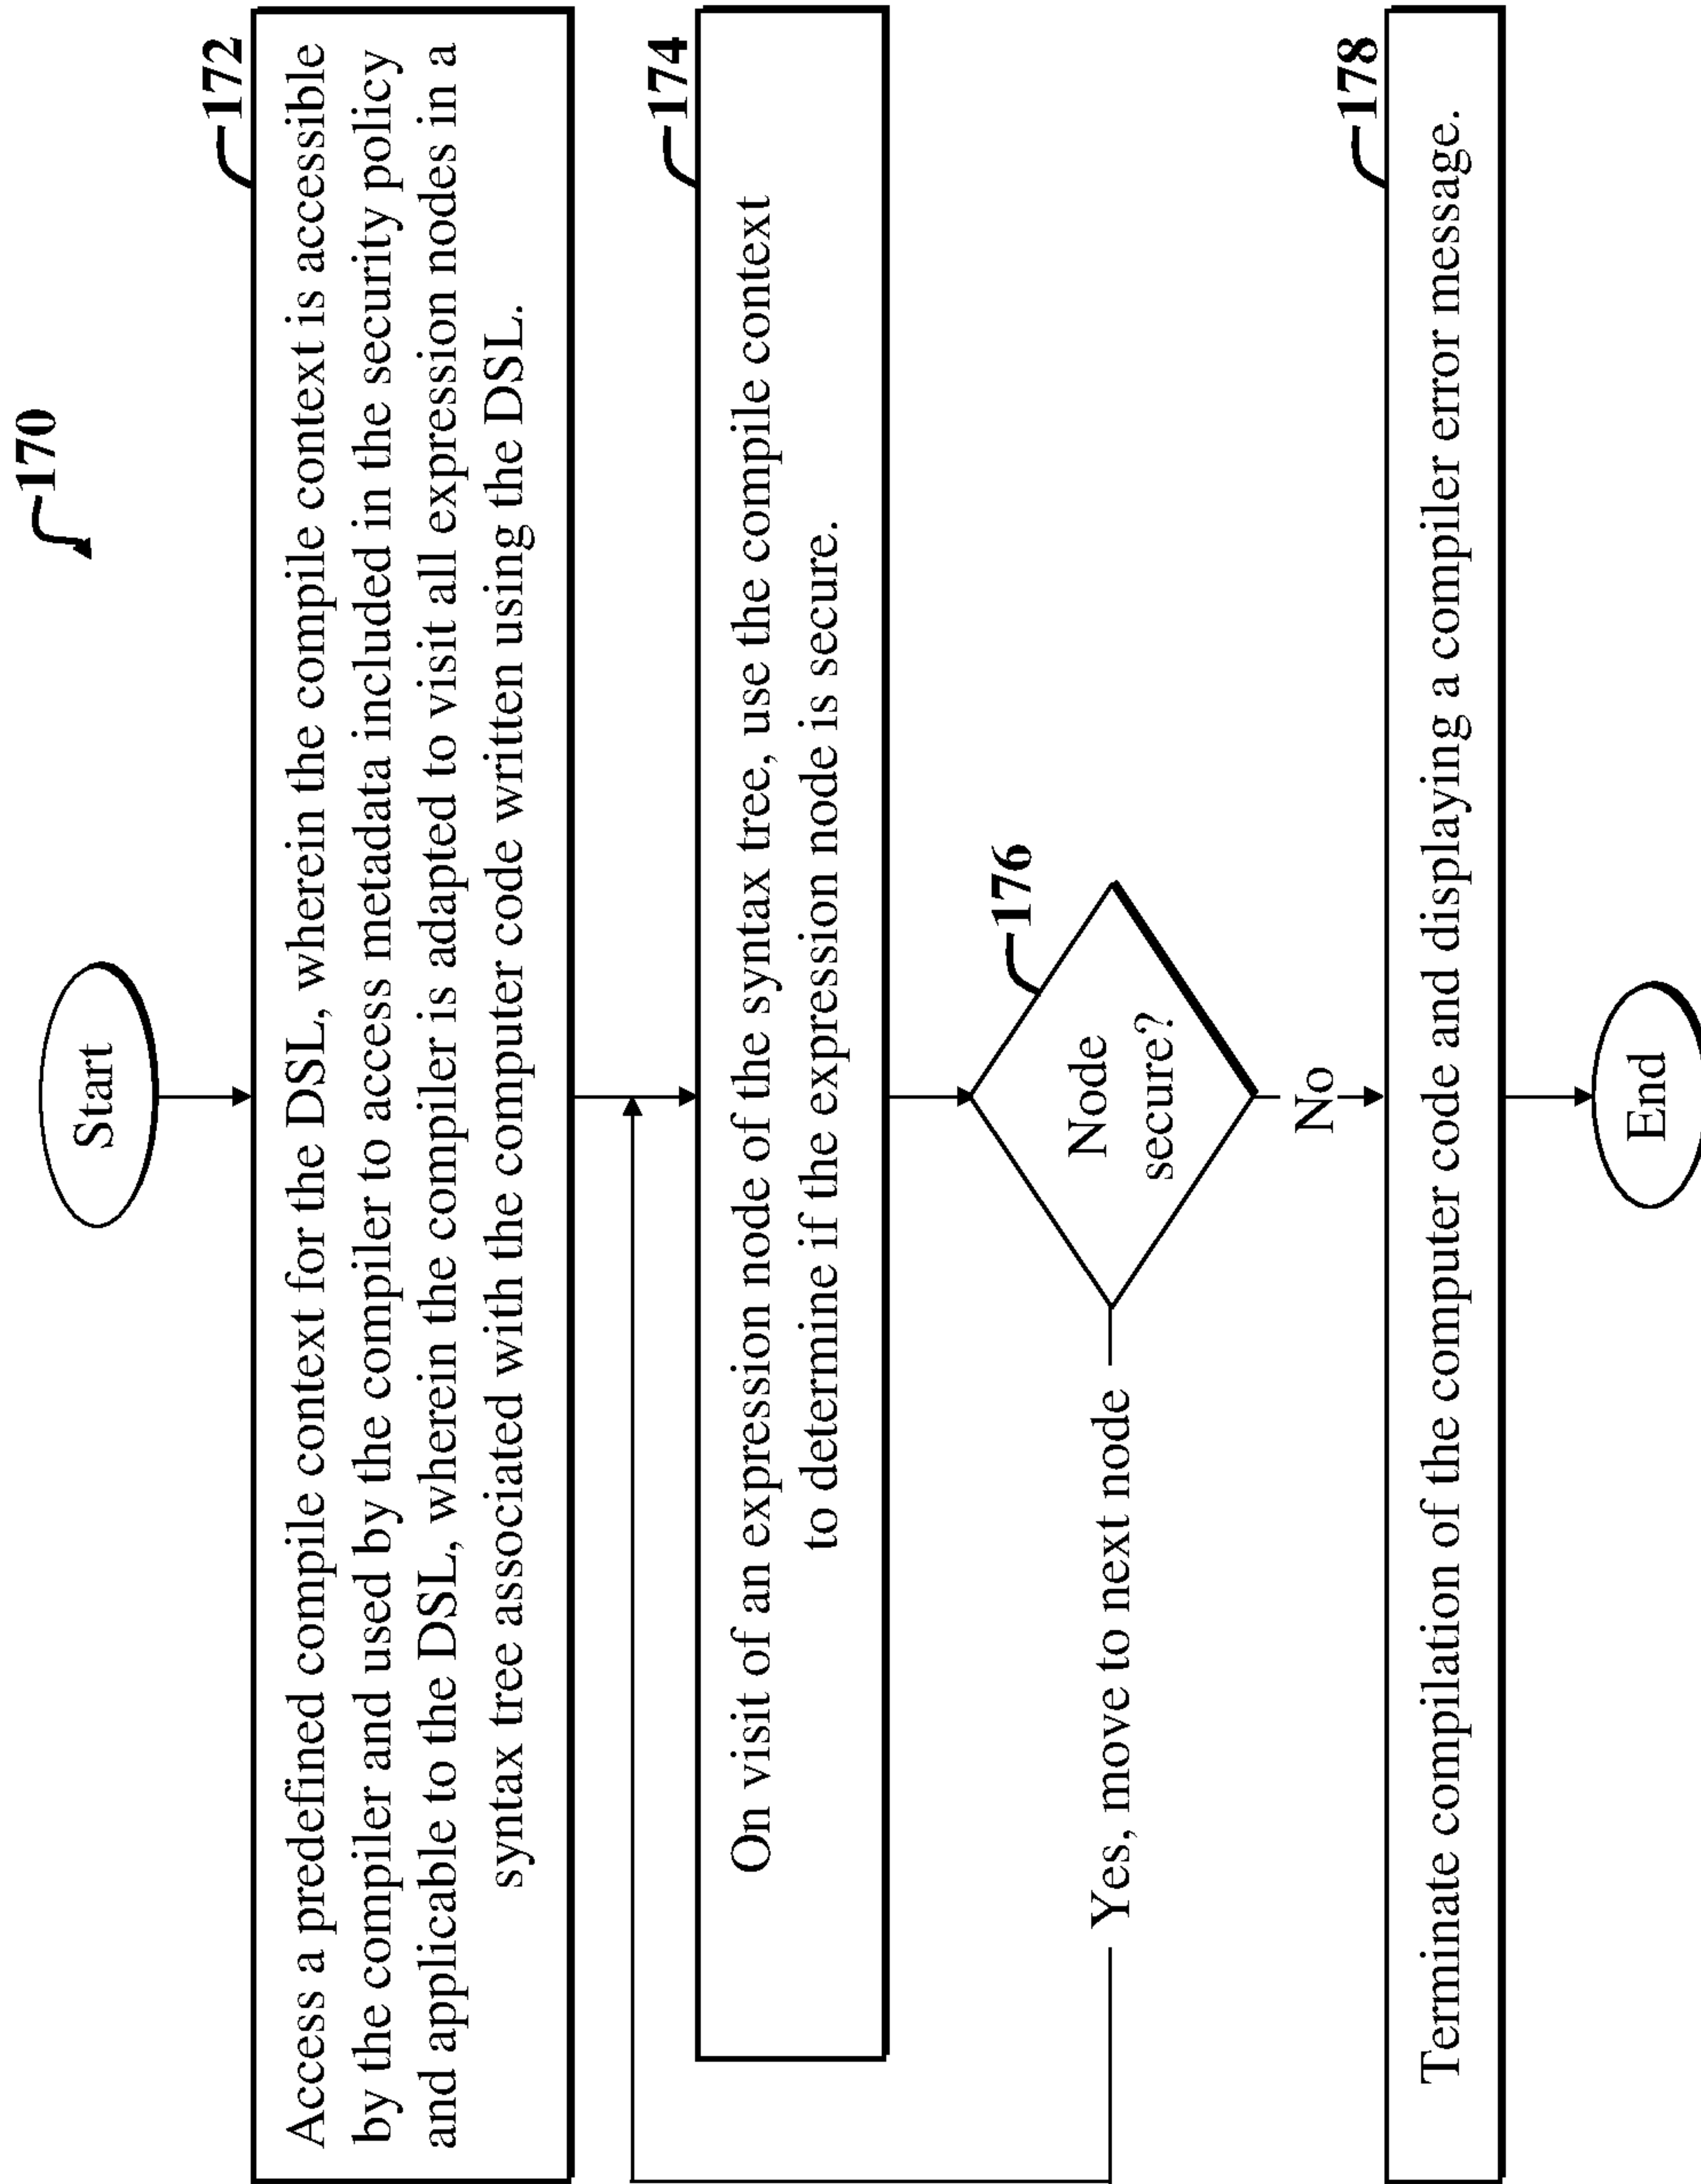 170
Start
172
Access a predefined compile context for the DSL, wherein the compile context is accessible
by the compiler and used by the compiler to access metadata included in the security policy
and applicable to the DSL, wherein the compiler is adapted to visit all expression nodes in a
syntax tree associated with the computer code written using the DSL.
174
On visit of an expression node of the syntax tree, use the compile context
to determine if the expression node is secure.
176
Node
secure?
Yes, move to next node
No
178
Terminate compilation of the computer code and displaying a compiler error message.
End